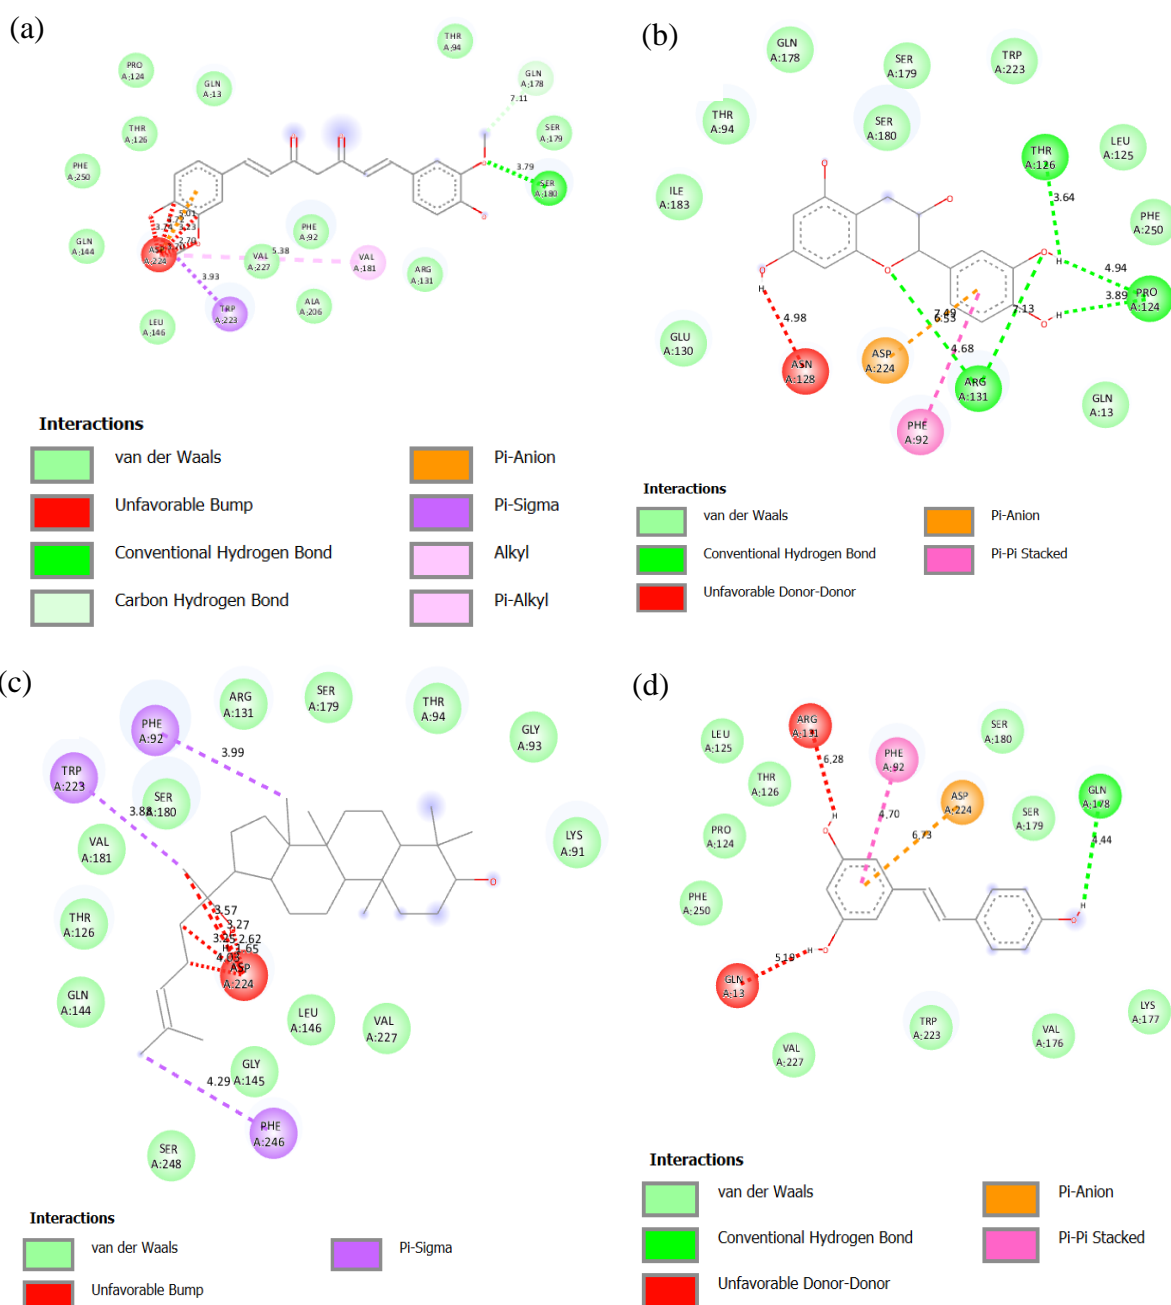 (a)
THR
A:94
PRO
A:124
GLN
A:13
GLN
A:178
7.11
THR
A:126
SER
A:179
PHE
A:250
3.79
SER
A:180
5.01
GLN
A:144
ASP
A:224
PHE
A:92
VAL
A:227
5.38
VAL
A:181
ARG
A:131
3.93
TRP
A:223
ALA
A:206
LEU
A:146
Interactions
van der Waals
Unfavorable Bump
Conventional Hydrogen Bond
Carbon Hydrogen Bond
Pi-Anion
Pi-Sigma
Alkyl
Pi-Alkyl
(b)
GLN
A:178
SER
A:179
TRP
A:223
THR
A:94
SER
A:180
THR
A:126
LEU
A:125
ILE
A:183
3.64
PHE
A:250
O
O
O
O
H
4.94
PRO
A:124
3.89
O
H
O
H
7.13
4.98
4.68
GLU
A:130
ASN
A:128
ASP
A:224
ARG
A:131
GLN
A:13
PHE
A:92
Interactions
van der Waals
Conventional Hydrogen Bond
Unfavorable Donor-Donor
Pi-Anion
Pi-Pi Stacked
(c)
PHE
A:92
ARG
A:131
SER
A:179
THR
A:94
GLY
A:93
3.99
TRP
A:223
SER
A:180
3.88
VAL
A:181
LYS
A:91
O
THR
A:126
3.57
3.27
2.62
ASP
A:224
GLN
A:144
LEU
A:146
VAL
A:227
GLY
A:145
4.29
PHE
A:246
SER
A:248
Interactions
van der Waals
Unfavorable Bump
Pi-Sigma
(d)
ARG
A:131
LEU
A:125
SER
A:180
PHE
A:92
6.28
THR
A:126
ASP
A:224
GLN
A:178
SER
A:179
4.70
H
O
6.73
4.44
PRO
A:124
PHE
A:250
H
O
H
O
5.19
GLN
A:13
TRP
A:223
VAL
A:176
LYS
A:177
VAL
A:227
Interactions
van der Waals
Conventional Hydrogen Bond
Unfavorable Donor-Donor
Pi-Anion
Pi-Pi Stacked